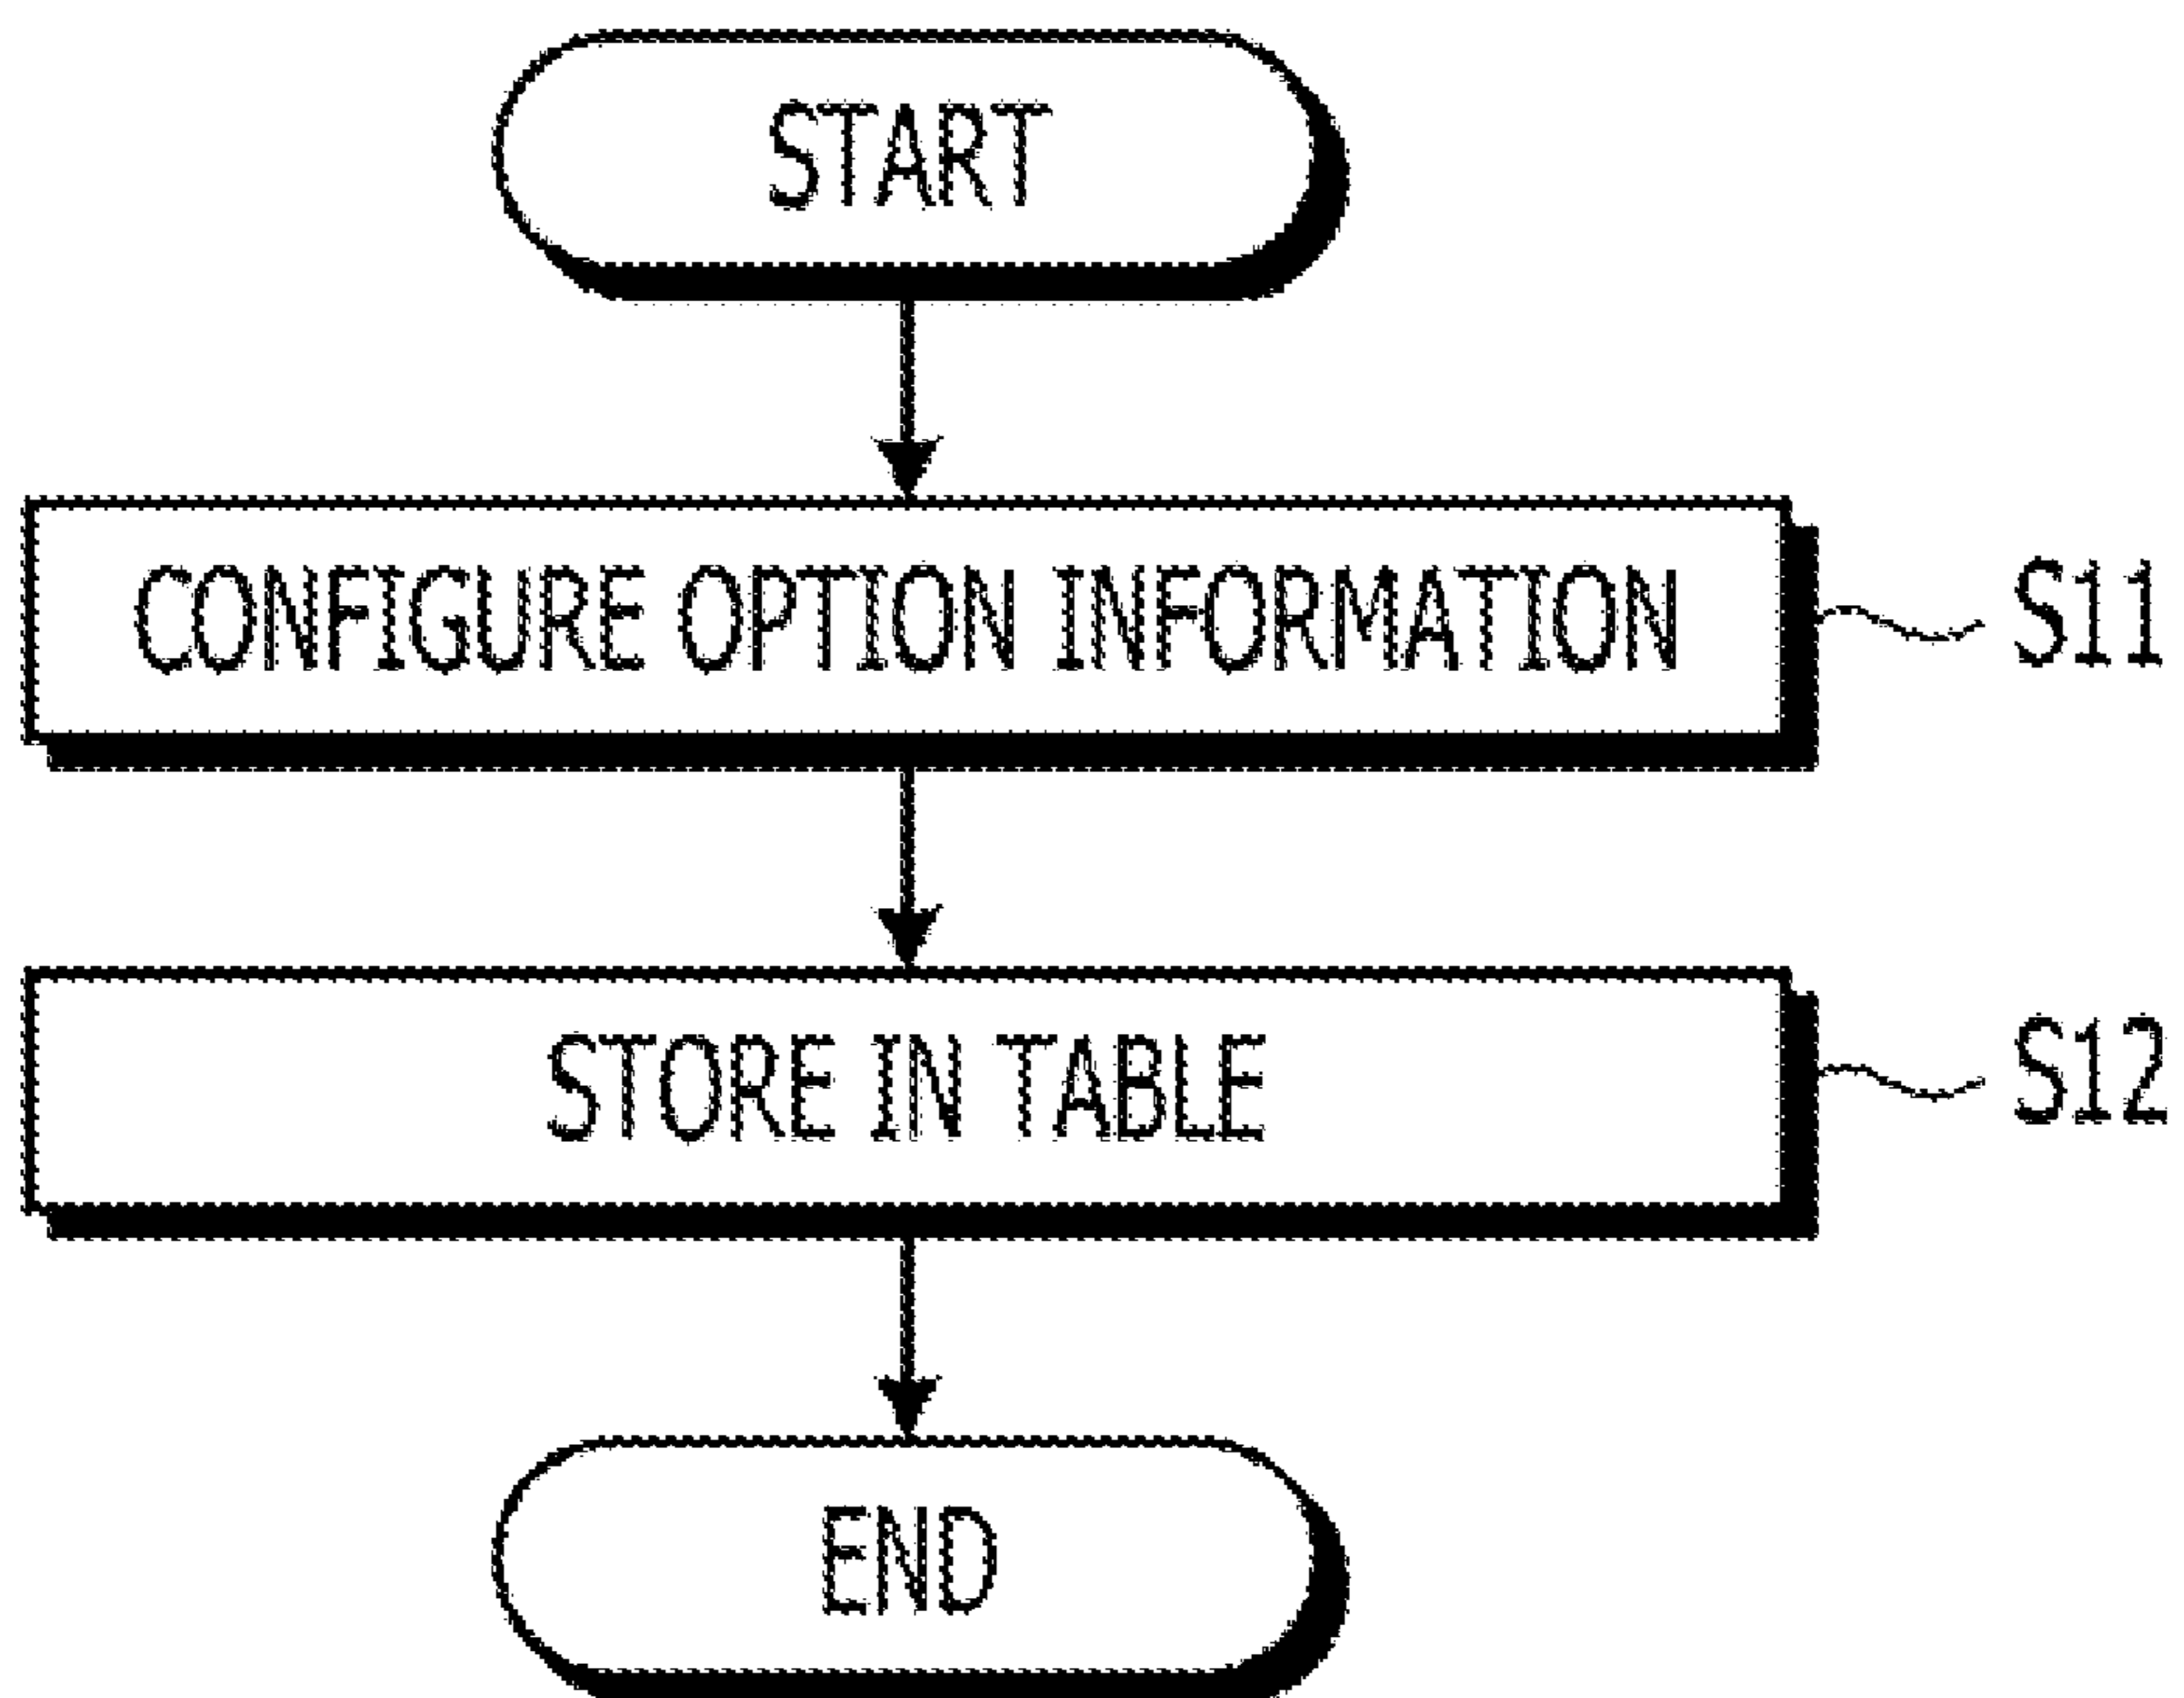 START
CONFIGURE OPTION INFORMATION
S11
STORE IN TABLE
S12
END